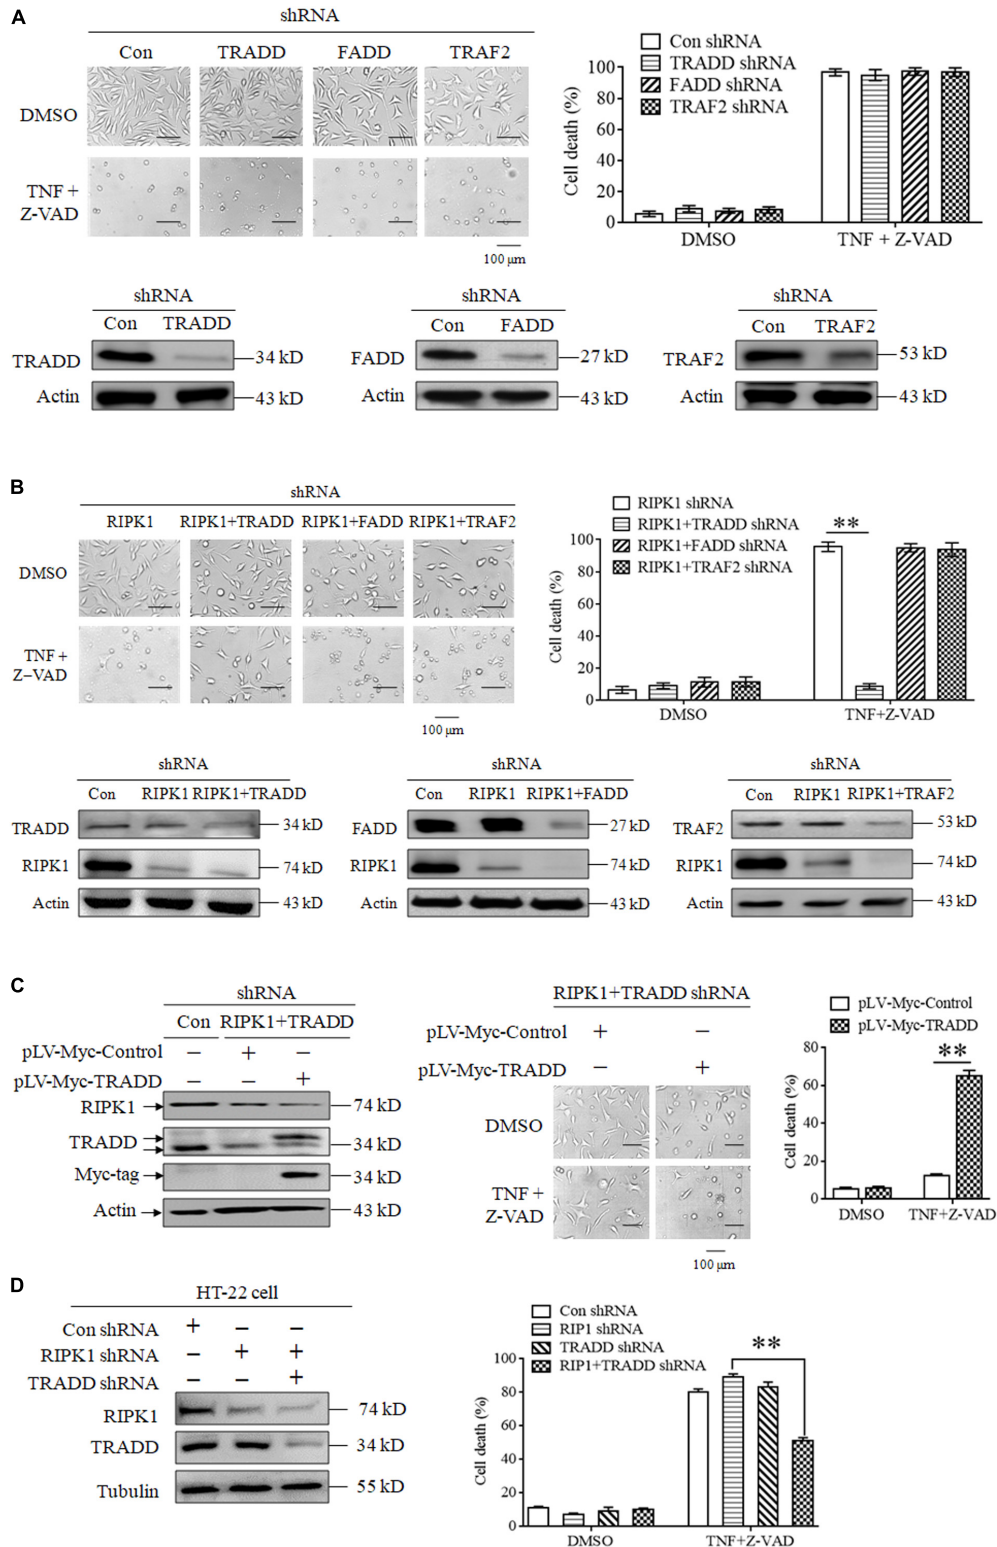 A
shRNA
Con TRADD FADD TRAF2
DMSO
TNF +
Z-VAD
100 µm
Con shRNA
TRADD shRNA
FADD shRNA
TRAF2 shRNA
Cell death (%)
100
80
60
40
20
0
DMSO TNF + Z-VAD
shRNA
Con TRADD
TRADD 34 kD
Actin 43 kD
shRNA
Con FADD
FADD 27 kD
Actin 43 kD
shRNA
Con TRAF2
TRAF2 53 kD
Actin 43 kD
B
shRNA
RIPK1 RIPK1+TRADD RIPK1+FADD RIPK1+TRAF2
DMSO
TNF +
Z-VAD
100 µm
RIPK1 shRNA
RIPK1+TRADD shRNA
RIPK1+FADD shRNA
RIPK1+TRAF2 shRNA
**
Cell death (%)
100
80
60
40
20
0
DMSO TNF+Z-VAD
shRNA
Con RIPK1 RIPK1+TRADD
TRADD 34 kD
RIPK1 74 kD
Actin 43 kD
shRNA
Con RIPK1 RIPK1+FADD
FADD 27 kD
RIPK1 74 kD
Actin 43 kD
shRNA
Con RIPK1 RIPK1+TRAF2
TRAF2 53 kD
RIPK1 74 kD
Actin 43 kD
C
shRNA
Con RIPK1+TRADD
pLV-Myc-Control − + −
pLV-Myc-TRADD − − +
RIPK1 74 kD
TRADD 34 kD
Myc-tag 34 kD
Actin 43 kD
RIPK1+TRADD shRNA
pLV-Myc-Control + −
pLV-Myc-TRADD − +
DMSO
TNF +
Z-VAD
100 µm
pLV-Myc-Control
pLV-Myc-TRADD
**
Cell death (%)
80
60
40
20
0
DMSO TNF+Z-VAD
D
HT-22 cell
Con shRNA + − −
RIPK1 shRNA − + +
TRADD shRNA − − +
RIPK1 74 kD
TRADD 34 kD
Tubulin 55 kD
Con shRNA
RIP1 shRNA
TRADD shRNA
RIP1+TRADD shRNA
**
Cell death (%)
100
80
60
40
20
0
DMSO TNF+Z-VAD